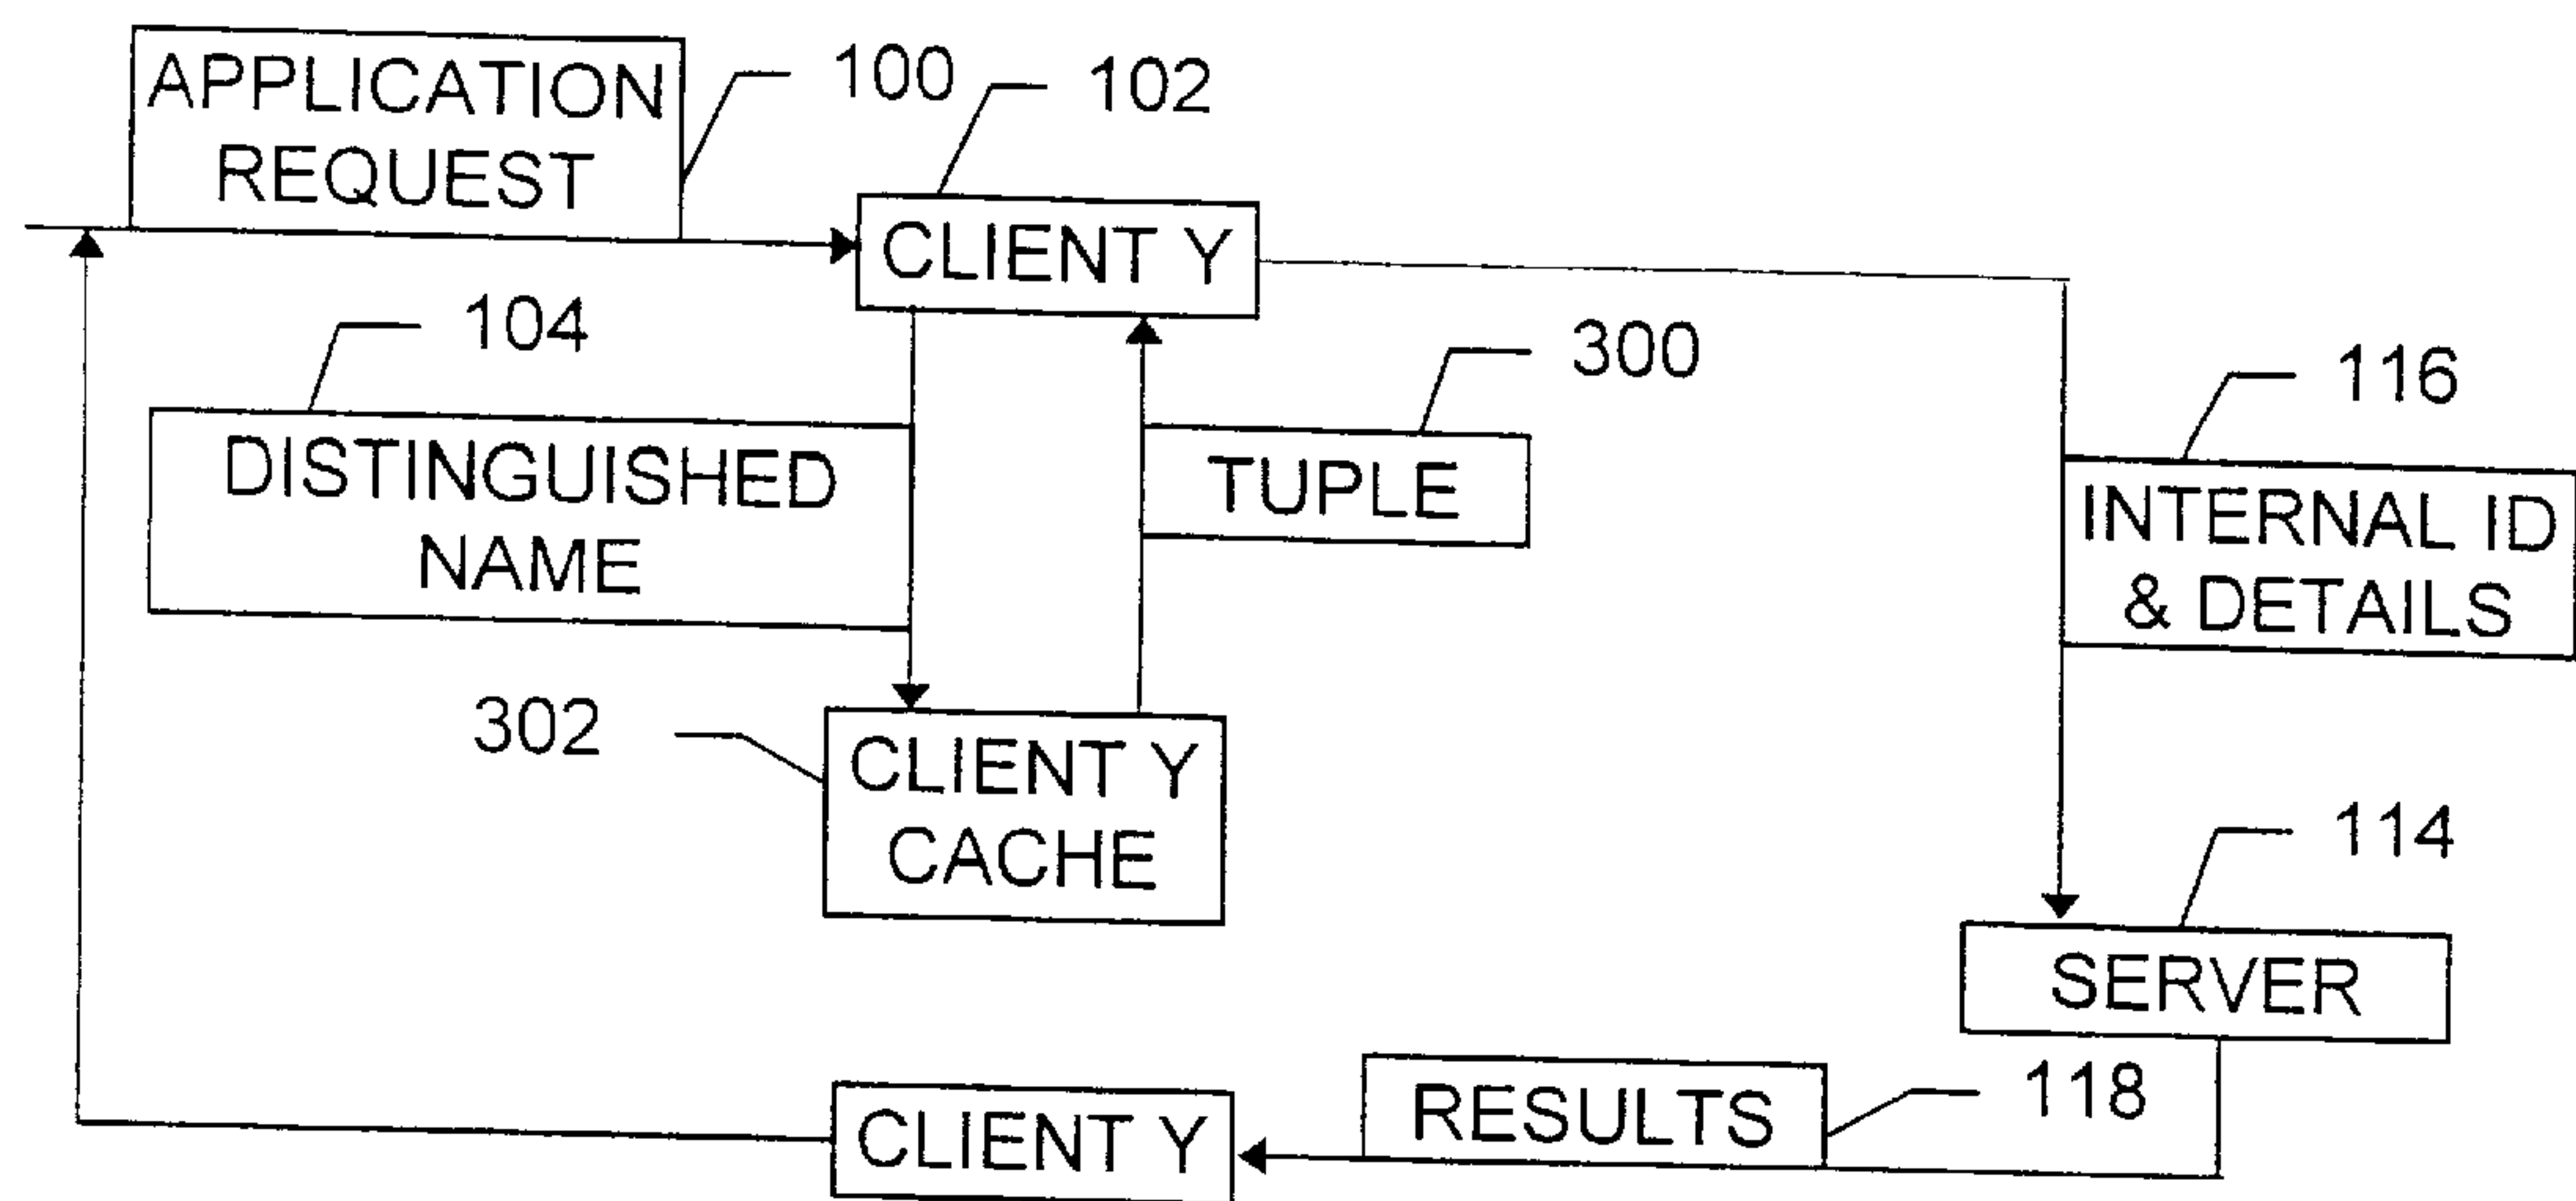 APPLICATION
REQUEST
100
102
CLIENT Y
104
300
116
DISTINGUISHED
NAME
TUPLE
INTERNAL ID
& DETAILS
302
CLIENT Y
CACHE
114
SERVER
118
RESULTS
CLIENT Y